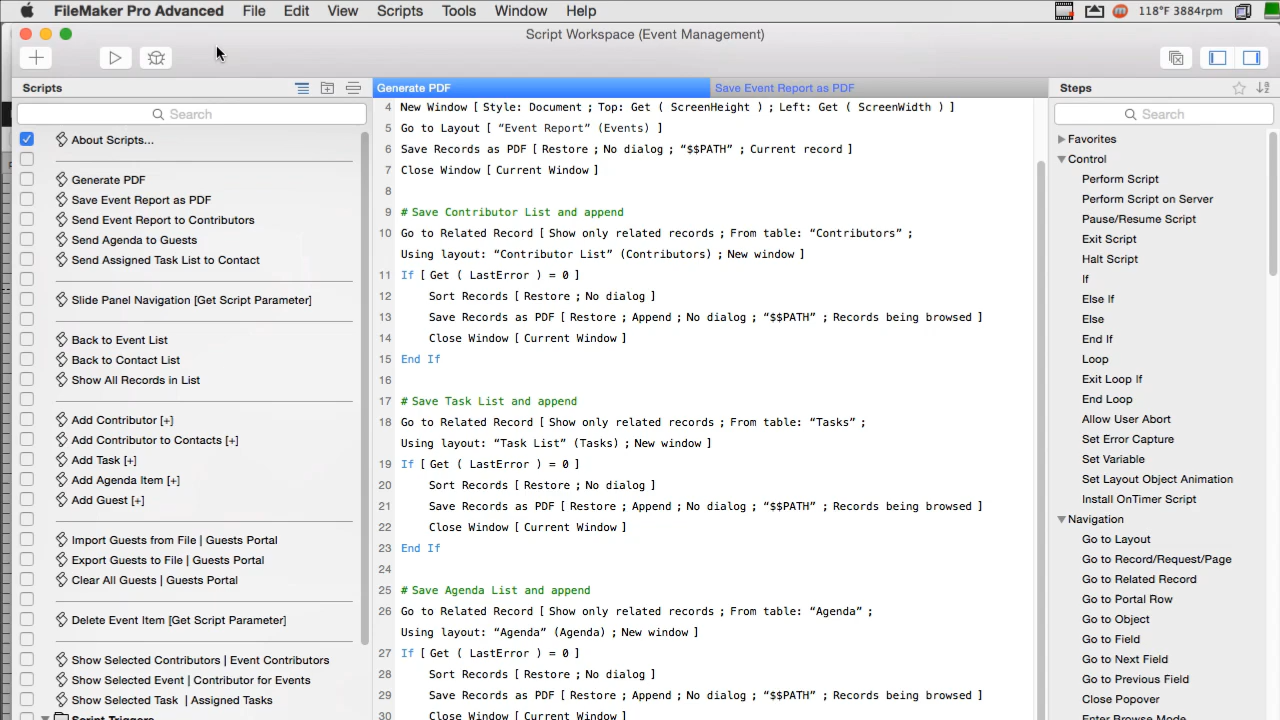 FileMaker Pro Advanced File Edit View Scripts Tools Window Help 118°F 3884rpm
Script Workspace (Event Management)
Scripts
Search
About Scripts...
Generate PDF
Save Event Report as PDF
Send Event Report to Contributors
Send Agenda to Guests
Send Assigned Task List to Contact
Slide Panel Navigation [Get Script Parameter]
Back to Event List
Back to Contact List
Show All Records in List
Add Contributor [+]
Add Contributor to Contacts [+]
Add Task [+]
Add Agenda Item [+]
Add Guest [+]
Import Guests from File | Guests Portal
Export Guests to File | Guests Portal
Clear All Guests | Guests Portal
Delete Event Item [Get Script Parameter]
Show Selected Contributors | Event Contributors
Show Selected Event | Contributor for Events
Show Selected Task | Assigned Tasks
Script Triggers
Generate PDF Save Event Report as PDF
4 New Window [ Style: Document ; Top: Get ( ScreenHeight ) ; Left: Get ( ScreenWidth ) ]
5 Go to Layout [ “Event Report” (Events) ]
6 Save Records as PDF [ Restore ; No dialog ; “$$PATH” ; Current record ]
7 Close Window [ Current Window ]
8
9 # Save Contributor List and append
10 Go to Related Record [ Show only related records ; From table: “Contributors” ;
Using layout: “Contributor List” (Contributors) ; New window ]
11 If [ Get ( LastError ) = 0 ]
12 Sort Records [ Restore ; No dialog ]
13 Save Records as PDF [ Restore ; Append ; No dialog ; “$$PATH” ; Records being browsed ]
14 Close Window [ Current Window ]
15 End If
16
17 # Save Task List and append
18 Go to Related Record [ Show only related records ; From table: “Tasks” ;
Using layout: “Task List” (Tasks) ; New window ]
19 If [ Get ( LastError ) = 0 ]
20 Sort Records [ Restore ; No dialog ]
21 Save Records as PDF [ Restore ; Append ; No dialog ; “$$PATH” ; Records being browsed ]
22 Close Window [ Current Window ]
23 End If
24
25 # Save Agenda List and append
26 Go to Related Record [ Show only related records ; From table: “Agenda” ;
Using layout: “Agenda” (Agenda) ; New window ]
27 If [ Get ( LastError ) = 0 ]
28 Sort Records [ Restore ; No dialog ]
29 Save Records as PDF [ Restore ; Append ; No dialog ; “$$PATH” ; Records being browsed ]
30 Close Window [ Current Window ]
Steps
Search
Favorites
Control
Perform Script
Perform Script on Server
Pause/Resume Script
Exit Script
Halt Script
If
Else If
Else
End If
Loop
Exit Loop If
End Loop
Allow User Abort
Set Error Capture
Set Variable
Set Layout Object Animation
Install OnTimer Script
Navigation
Go to Layout
Go to Record/Request/Page
Go to Related Record
Go to Portal Row
Go to Object
Go to Field
Go to Next Field
Go to Previous Field
Close Popover
Enter Browse Mode